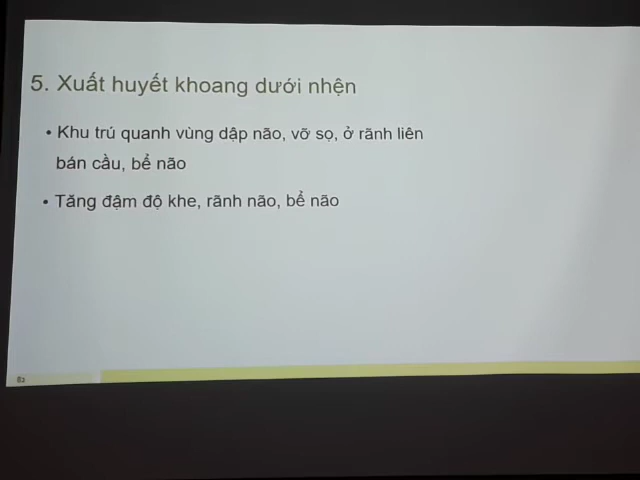 5. Xuất huyết khoang dưới nhện
• Khu trú quanh vùng dập não, vỡ sọ, ở rãnh liên
bán cầu, bể não
• Tăng đậm độ khe, rãnh não, bể não